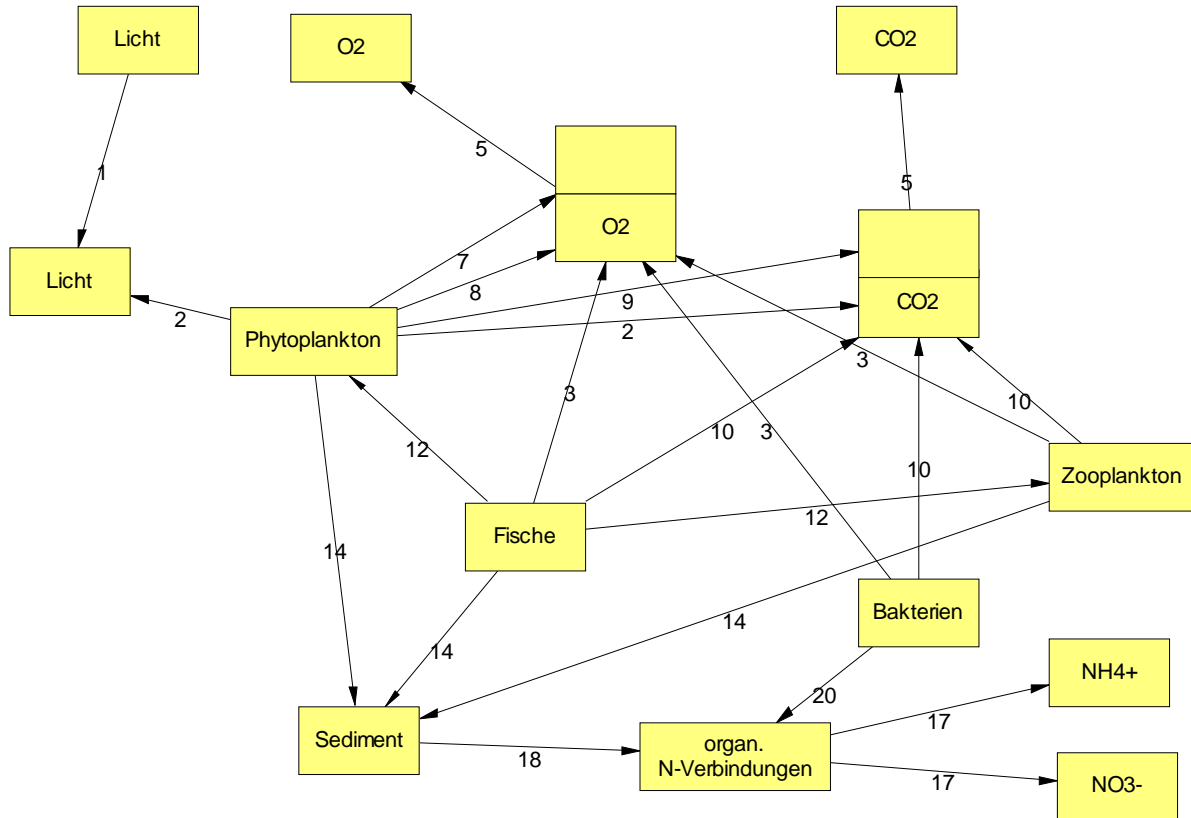 Licht
O2
CO2
1
5
5
O2
Licht
7
8
9
CO2
2
2
Phytoplankton
3
3
10
12
10
3
10
Zooplankton
12
Fische
14
14
Bakterien
14
20
NH4+
17
Sediment
18
organ.
N-Verbindungen
17
NO3-